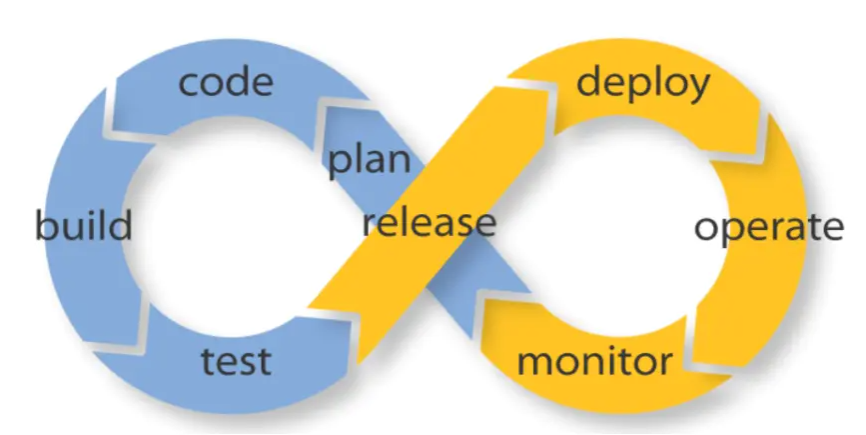 code
deploy
plan
build
release
operate
test
monitor